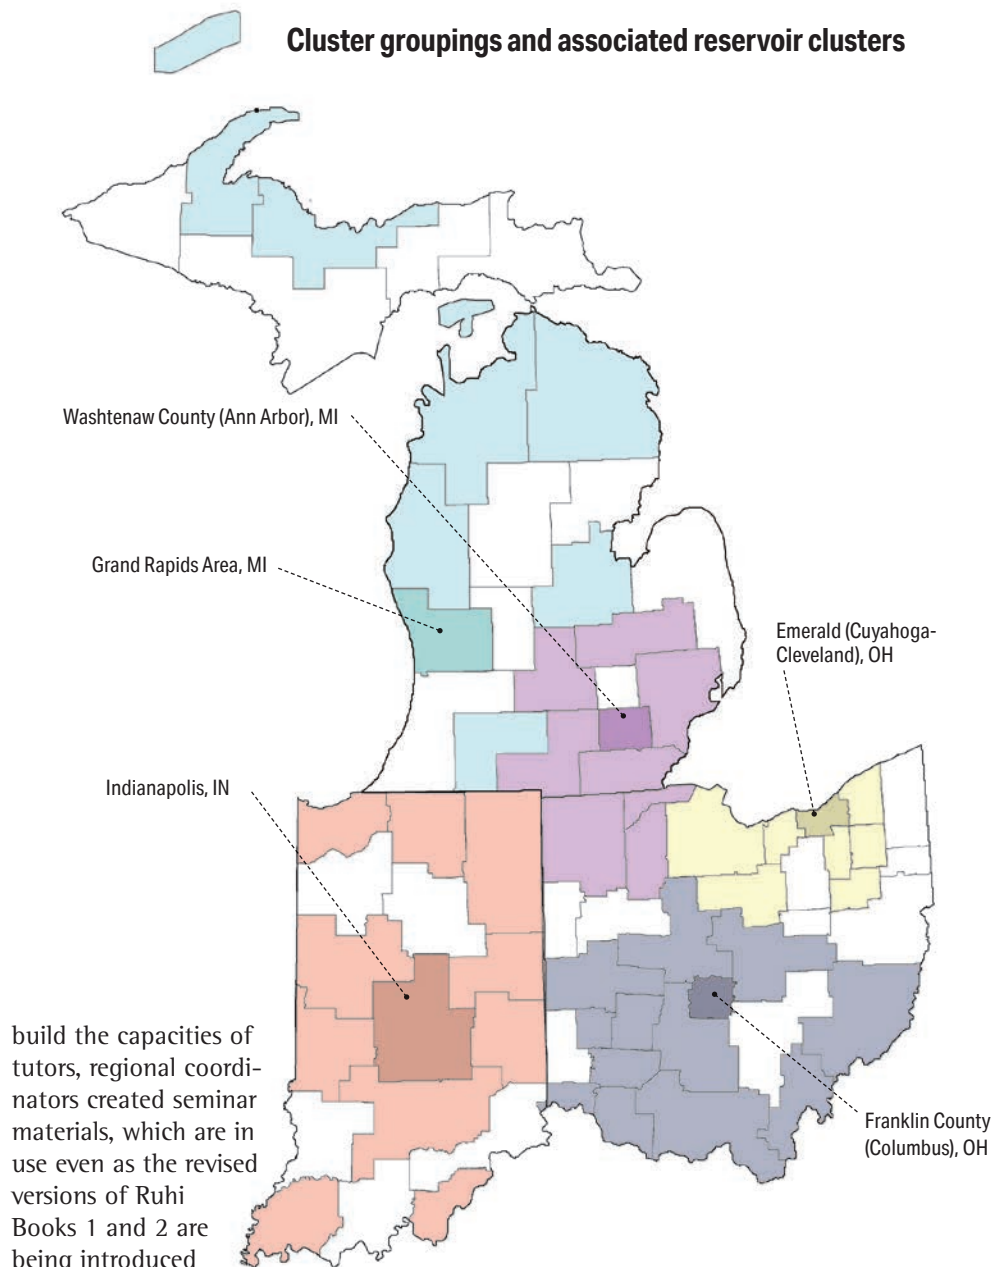 Cluster groupings and associated reservoir clusters
Washtenaw County (Ann Arbor), MI
Grand Rapids Area, MI
Emerald (Cuyahoga-
Cleveland), OH
Indianapolis, IN
Franklin County
(Columbus), OH
build the capacities of
tutors, regional coordi-
nators created seminar
materials, which are in
use even as the revised
versions of Ruhi
Books 1 and 2 are
being introduced